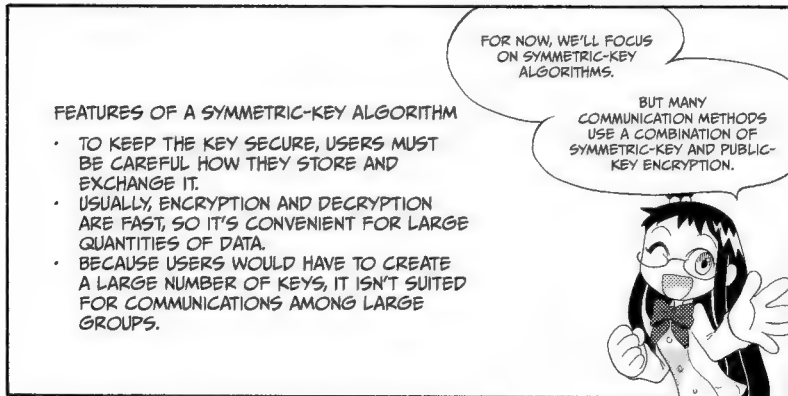 FEATURES OF A SYMMETRIC-KEY ALGORITHM
· TO KEEP THE KEY SECURE, USERS MUST
BE CAREFUL HOW THEY STORE AND
EXCHANGE IT.
· USUALLY, ENCRYPTION AND DECRYPTION
ARE FAST, SO IT'S CONVENIENT FOR LARGE
QUANTITIES OF DATA.
· BECAUSE USERS WOULD HAVE TO CREATE
A LARGE NUMBER OF KEYS, IT ISN'T SUITED
FOR COMMUNICATIONS AMONG LARGE
GROUPS.
FOR NOW, WE'LL FOCUS
ON SYMMETRIC-KEY
ALGORITHMS.
BUT MANY
COMMUNICATION METHODS
USE A COMBINATION OF
SYMMETRIC-KEY AND PUBLIC-
KEY ENCRYPTION.